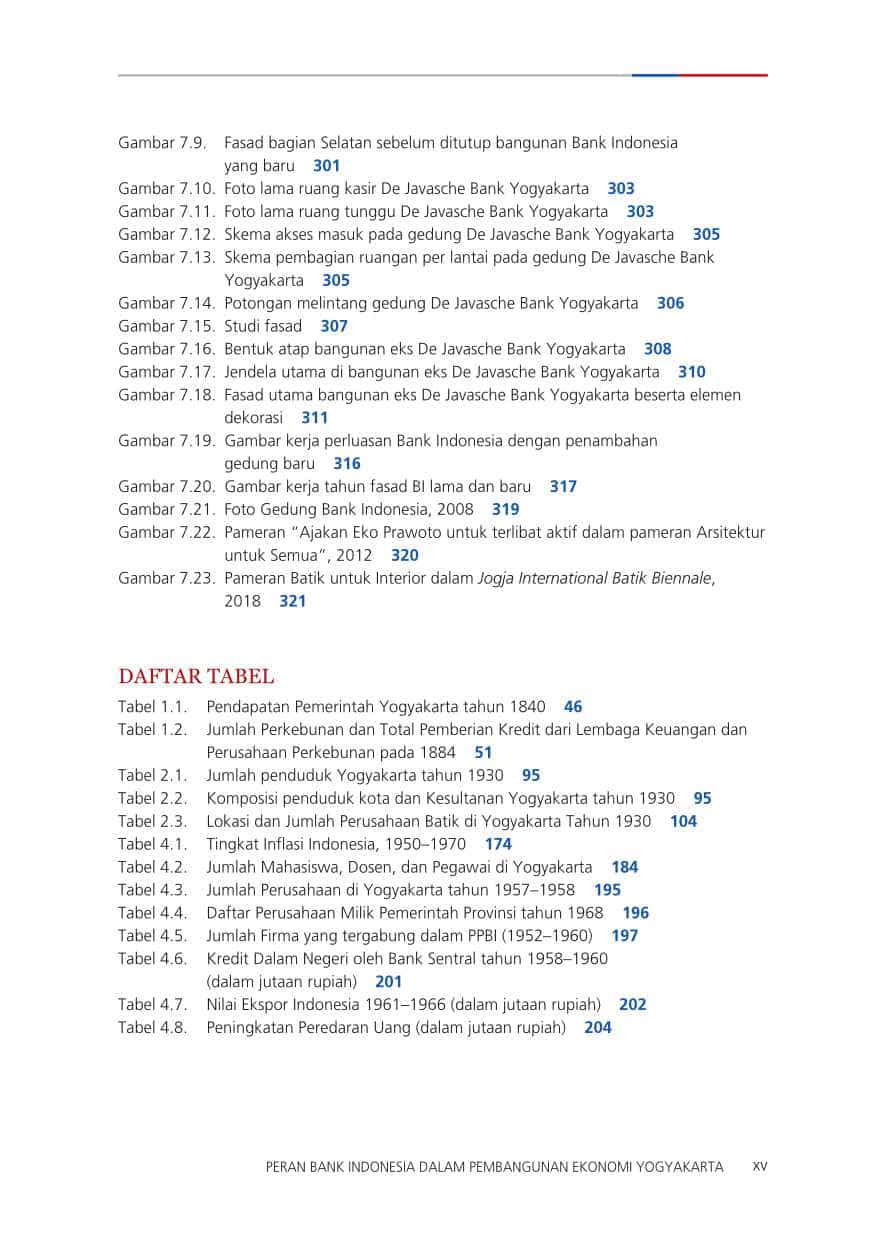 Gambar 7.9. Fasad bagian Selatan sebelum ditutup bangunan Bank Indonesia
yang baru 301
Gambar 7.10. Foto lama ruang kasir De Javasche Bank Yogyakarta 303
Gambar 7.11. Foto lama ruang tunggu De Javasche Bank Yogyakarta 303
Gambar 7.12. Skema akses masuk pada gedung De Javasche Bank Yogyakarta 305
Gambar 7.13. Skema pembagian ruangan per lantai pada gedung De Javasche Bank
Yogyakarta 305
Gambar 7.14. Potongan melintang gedung De Javasche Bank Yogyakarta 306
Gambar 7.15. Studi fasad 307
Gambar 7.16. Bentuk atap bangunan eks De Javasche Bank Yogyakarta 308
Gambar 7.17. Jendela utama di bangunan eks De Javasche Bank Yogyakarta 310
Gambar 7.18. Fasad utama bangunan eks De Javasche Bank Yogyakarta beserta elemen
dekorasi 311
Gambar 7.19. Gambar kerja perluasan Bank Indonesia dengan penambahan
gedung baru 316
Gambar 7.20. Gambar kerja tahun fasad BI lama dan baru 317
Gambar 7.21. Foto Gedung Bank Indonesia, 2008 319
Gambar 7.22. Pameran “Ajakan Eko Prawoto untuk terlibat aktif dalam pameran Arsitektur
untuk Semua”, 2012 320
Gambar 7.23. Pameran Batik untuk Interior dalam Jogja International Batik Biennale,
2018 321
DAFTAR TABEL
Tabel 1.1. Pendapatan Pemerintah Yogyakarta tahun 1840 46
Tabel 1.2. Jumlah Perkebunan dan Total Pemberian Kredit dari Lembaga Keuangan dan
Perusahaan Perkebunan pada 1884 51
Tabel 2.1. Jumlah penduduk Yogyakarta tahun 1930 95
Tabel 2.2. Komposisi penduduk kota dan Kesultanan Yogyakarta tahun 1930 95
Tabel 2.3. Lokasi dan Jumlah Perusahaan Batik di Yogyakarta Tahun 1930 104
Tabel 4.1. Tingkat Inflasi Indonesia, 1950–1970 174
Tabel 4.2. Jumlah Mahasiswa, Dosen, dan Pegawai di Yogyakarta 184
Tabel 4.3. Jumlah Perusahaan di Yogyakarta tahun 1957–1958 195
Tabel 4.4. Daftar Perusahaan Milik Pemerintah Provinsi tahun 1968 196
Tabel 4.5. Jumlah Firma yang tergabung dalam PPBI (1952–1960) 197
Tabel 4.6. Kredit Dalam Negeri oleh Bank Sentral tahun 1958–1960
(dalam jutaan rupiah) 201
Tabel 4.7. Nilai Ekspor Indonesia 1961–1966 (dalam jutaan rupiah) 202
Tabel 4.8. Peningkatan Peredaran Uang (dalam jutaan rupiah) 204
PERAN BANK INDONESIA DALAM PEMBANGUNAN EKONOMI YOGYAKARTA xv